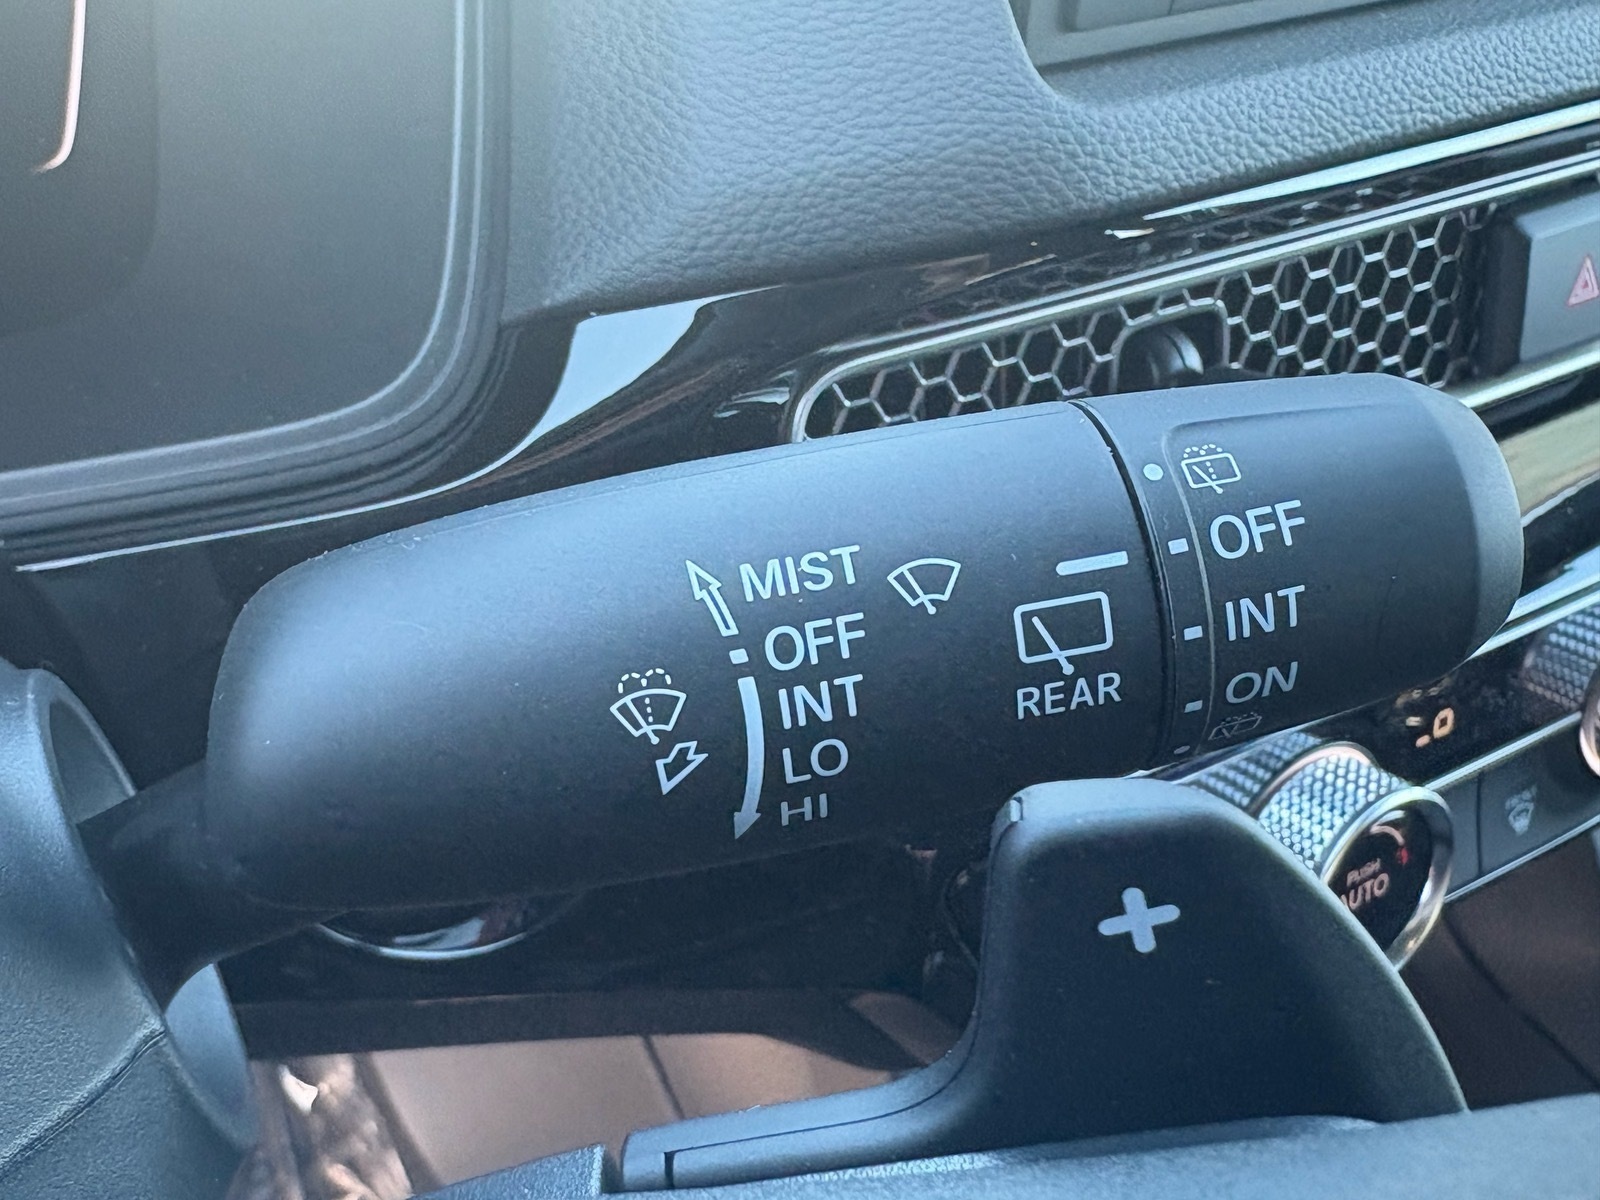 MIST
OFF
INT
LO
HI
REAR
OFF
INT
ON
PUSH
AUTO